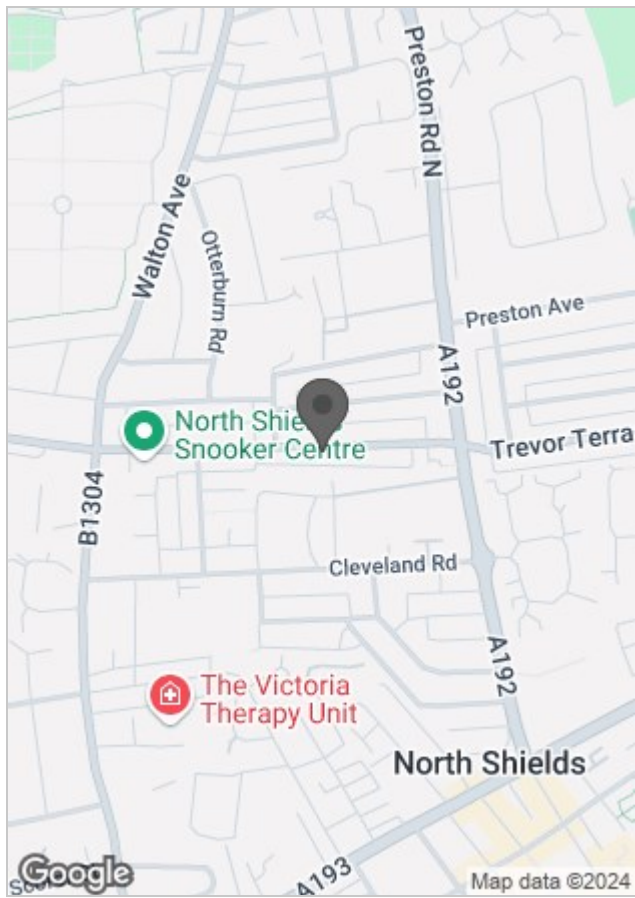 Preston Rd N
Walton Ave
Otterburn Rd
Preston Ave
A192
North Shields
Snooker Centre
Trevor Terra
B1304
Cleveland Rd
A192
The Victoria
Therapy Unit
North Shields
A193
Google
Map data ©2024